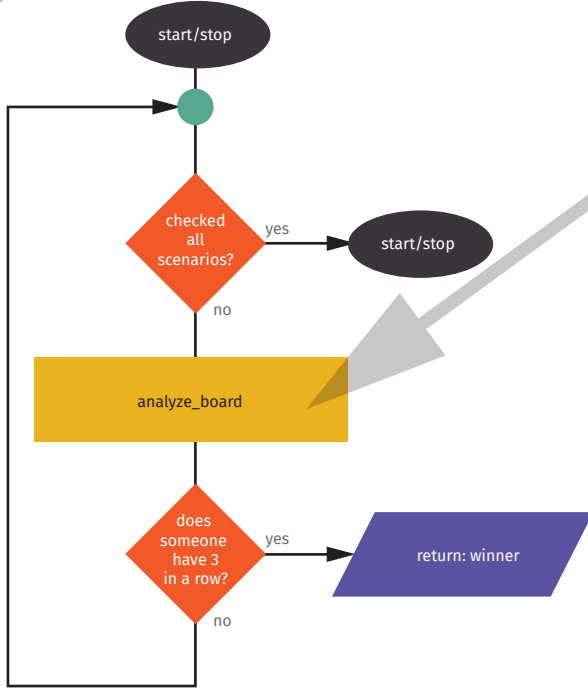 start/stop
checked
all
scenarios?
yes
start/stop
no
analyze_board
does
someone
have 3
in a row?
yes
return: winner
no